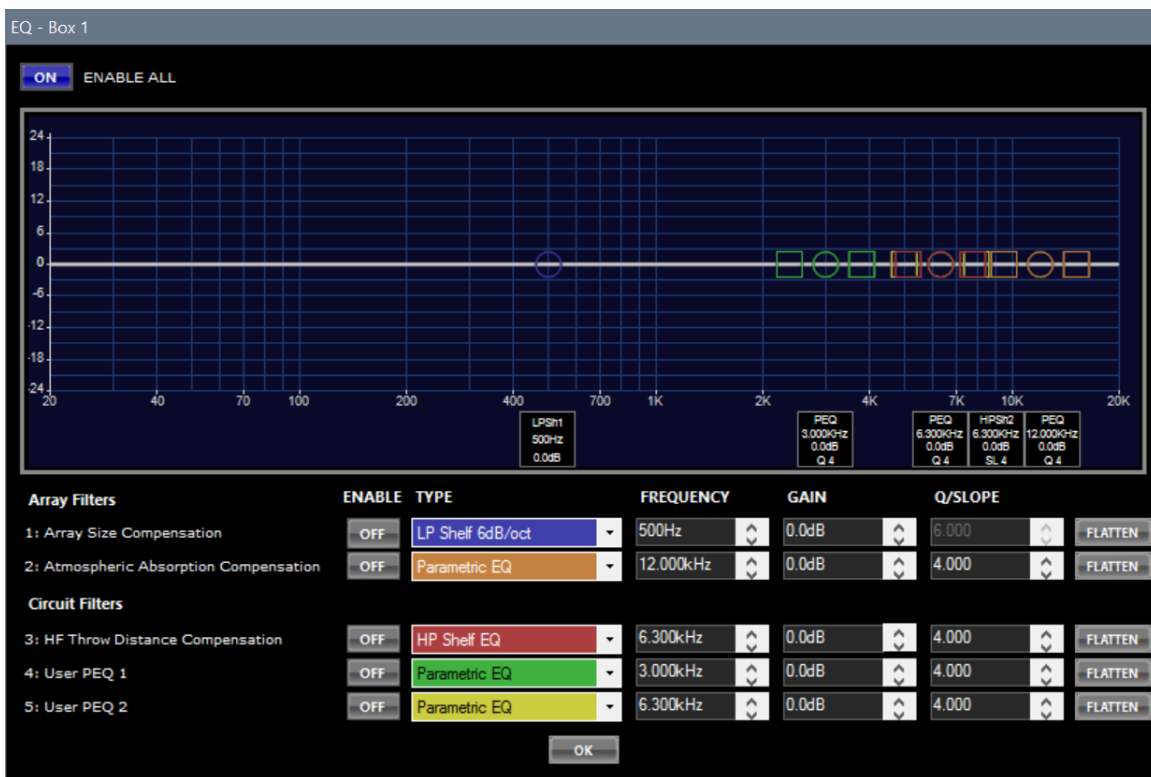 EQ - Box 1
ON ENABLE ALL
24
18
12
6
0
-6
-12
-18
-24
20 40 70 100 200 400 700 1K 2K 4K 7K 10K 20K
LPSh1 PEQ PEQ HPSh2 PEQ
500Hz 3.000KHz 6.300KHz 6.300KHz 12.000KHz
0.0dB 0.0dB 0.0dB 0.0dB 0.0dB
Q 4 Q 4 SL 4 Q 4
Array Filters ENABLE TYPE FREQUENCY GAIN Q/SLOPE
1: Array Size Compensation OFF LP Shelf 6dB/oct 500Hz 0.0dB 6.000 FLATTEN
2: Atmospheric Absorption Compensation OFF Parametric EQ 12.000kHz 0.0dB 4.000 FLATTEN
Circuit Filters
3: HF Throw Distance Compensation OFF HP Shelf EQ 6.300kHz 0.0dB 4.000 FLATTEN
4: User PEQ 1 OFF Parametric EQ 3.000kHz 0.0dB 4.000 FLATTEN
5: User PEQ 2 OFF Parametric EQ 6.300kHz 0.0dB 4.000 FLATTEN
OK